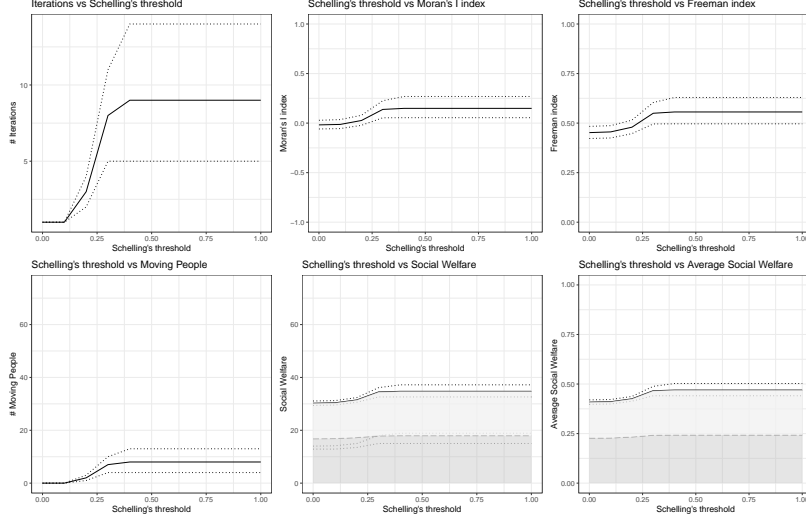 Iterations vs Schelling's threshold
# Iterations
10
5
0.00 0.25 0.50 0.75 1.00
Schelling's threshold
Schelling's threshold vs Moran's I index
Moran's I index
1.0
0.5
0.0
−0.5
−1.0
0.00 0.25 0.50 0.75 1.00
Schelling's threshold
Schelling's threshold vs Freeman index
Freeman index
1.00
0.75
0.50
0.25
0.00
0.00 0.25 0.50 0.75 1.00
Schelling's threshold
Schelling's threshold vs Moving People
# Moving People
60
40
20
0
0.00 0.25 0.50 0.75 1.00
Schelling's threshold
Schelling's threshold vs Social Welfare
Social Welfare
60
40
20
0
0.00 0.25 0.50 0.75 1.00
Schelling's threshold
Schelling's threshold vs Average Social Welfare
Average Social Welfare
1.00
0.75
0.50
0.25
0.00
0.00 0.25 0.50 0.75 1.00
Schelling's threshold